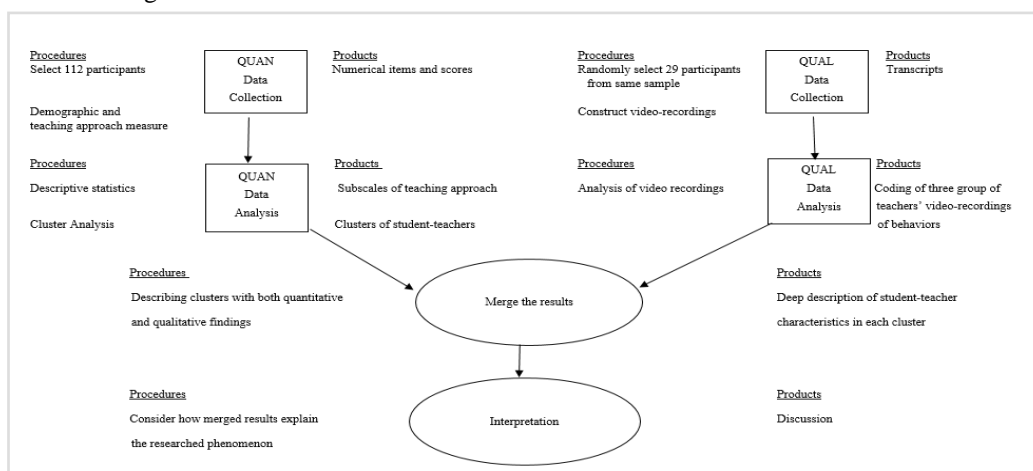 Procedures
Select 112 participants
Demographic and
teaching approach measure
QUAN
Data
Collection
Products
Numerical items and scores
Procedures
Randomly select 29 participants
from same sample
Construct video-recordings
QUAL
Data
Collection
Products
Transcripts
Procedures
Descriptive statistics
Cluster Analysis
QUAN
Data
Analysis
Products
Subscales of teaching approach
Clusters of student-teachers
Procedures
Analysis of video recordings
QUAL
Data
Analysis
Products
Coding of three group of
teachers' video-recordings
of behaviors
Procedures
Describing clusters with both quantitative
and qualitative findings
Merge the results
Products
Deep description of student-teacher
characteristics in each cluster
Procedures
Consider how merged results explain
the researched phenomenon
Interpretation
Products
Discussion